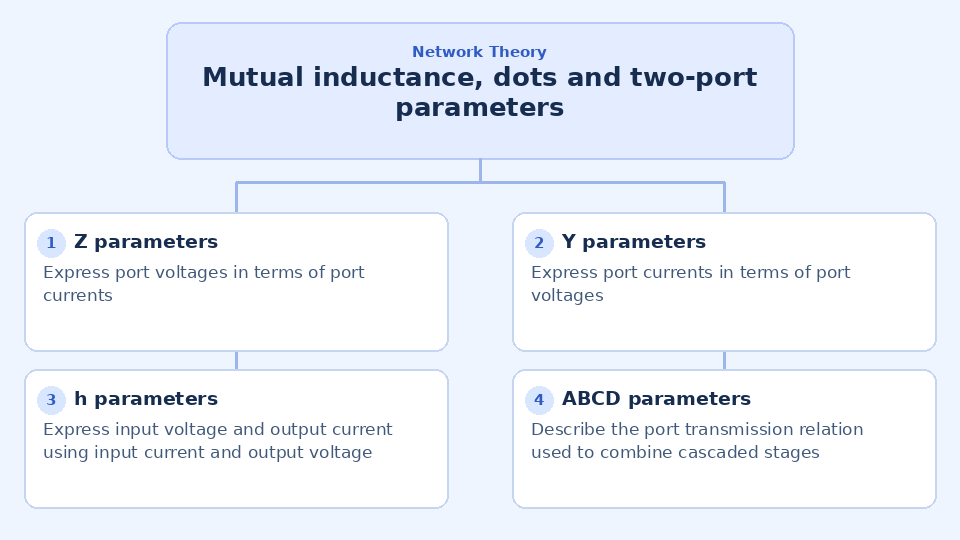 Network Theory
Mutual inductance, dots and two-port
parameters
1 Z parameters
Express port voltages in terms of port
currents
2 Y parameters
Express port currents in terms of port
voltages
3 h parameters
Express input voltage and output current
using input current and output voltage
4 ABCD parameters
Describe the port transmission relation
used to combine cascaded stages